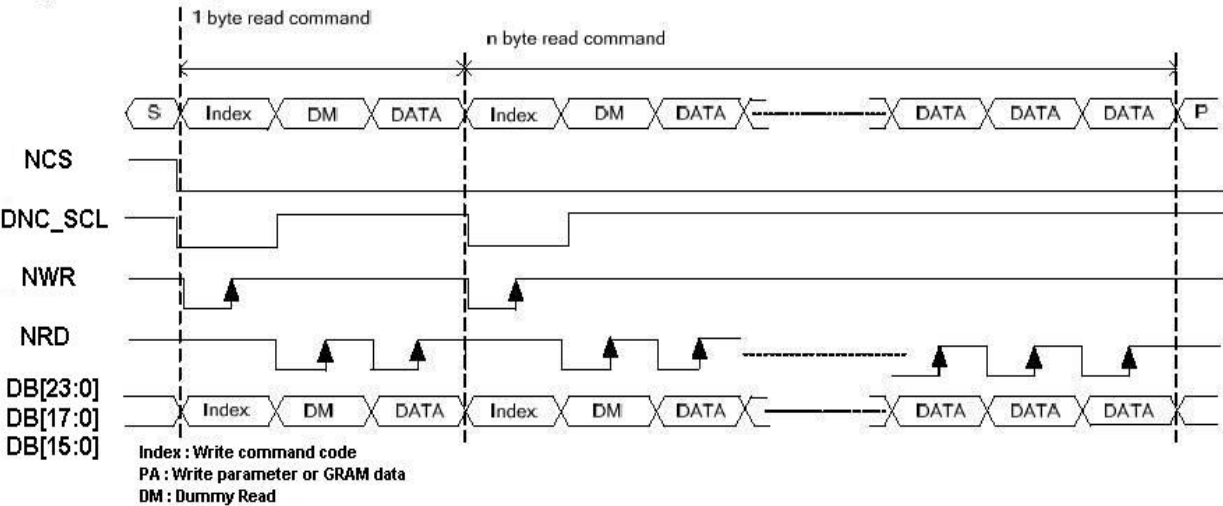 1 byte read command
n byte read command
S Index DM DATA Index DM DATA DATA DATA DATA P
NCS
DNC_SCL
NWR
NRD
DB[23:0]
DB[17:0]
DB[15:0]
Index DM DATA Index DM DATA DATA DATA DATA
Index : Write command code
PA : Write parameter or GRAM data
DM : Dummy Read